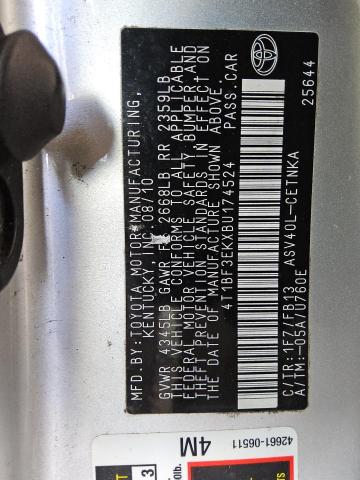 MFD.BY:TOYOTA MOTOR MANUFACTURING,
KENTUCKY, INC. 08/10
GVWR 4345LB GAWR FR 2668LB RR 2359LB
THIS VEHICLE CONFORMS TO ALL APPLICABLE
FEDERAL MOTOR VEHICLE SAFETY, BUMPER, AND
THEFT PREVENTION STANDARDS IN EFFECT ON
THE DATE OF MANUFACTURE SHOWN ABOVE.
4T1BF3EKXBU174524 PASS.CAR
C/TR:1F7/FB13 ASV40L-CETNKA
A/TM:-05A/U760E 25644
42661-06511
4M
3